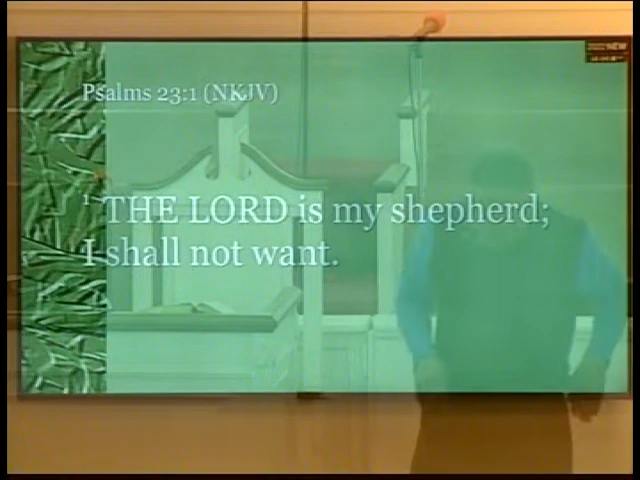 Psalms 23:1 (NKJV)
¹ THE LORD is my shepherd;
I shall not want.